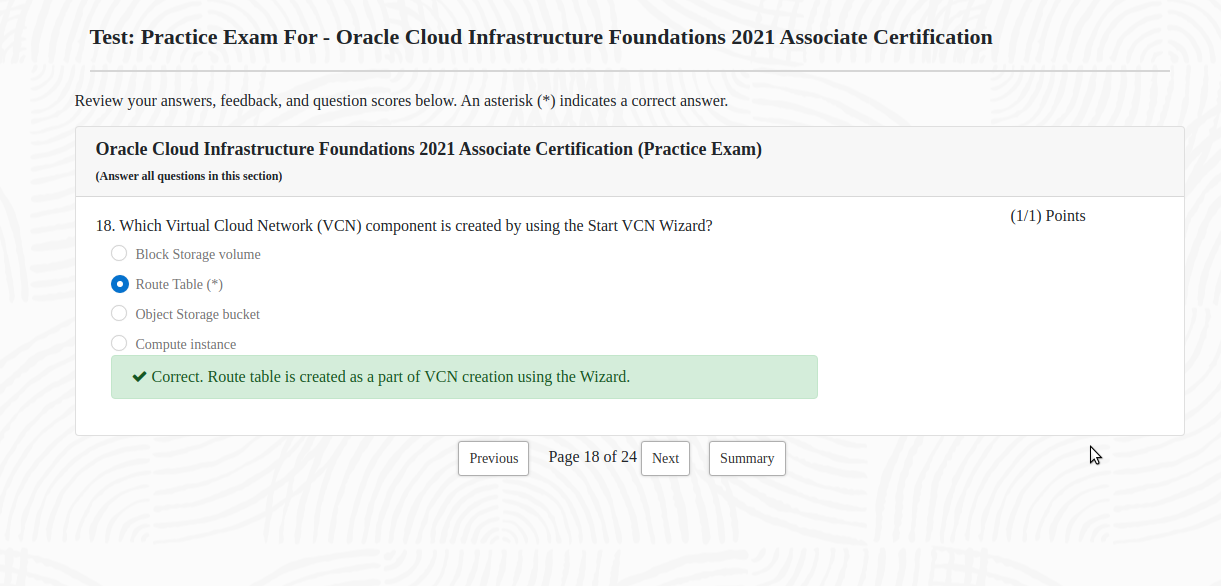 Test: Practice Exam For - Oracle Cloud Infrastructure Foundations 2021 Associate Certification
Review your answers, feedback, and question scores below. An asterisk (*) indicates a correct answer.
Oracle Cloud Infrastructure Foundations 2021 Associate Certification (Practice Exam)
(Answer all questions in this section)
18. Which Virtual Cloud Network (VCN) component is created by using the Start VCN Wizard?
(1/1) Points
Block Storage volume
Route Table (*)
Object Storage bucket
Compute instance
Correct. Route table is created as a part of VCN creation using the Wizard.
Previous Page 18 of 24 Next Summary